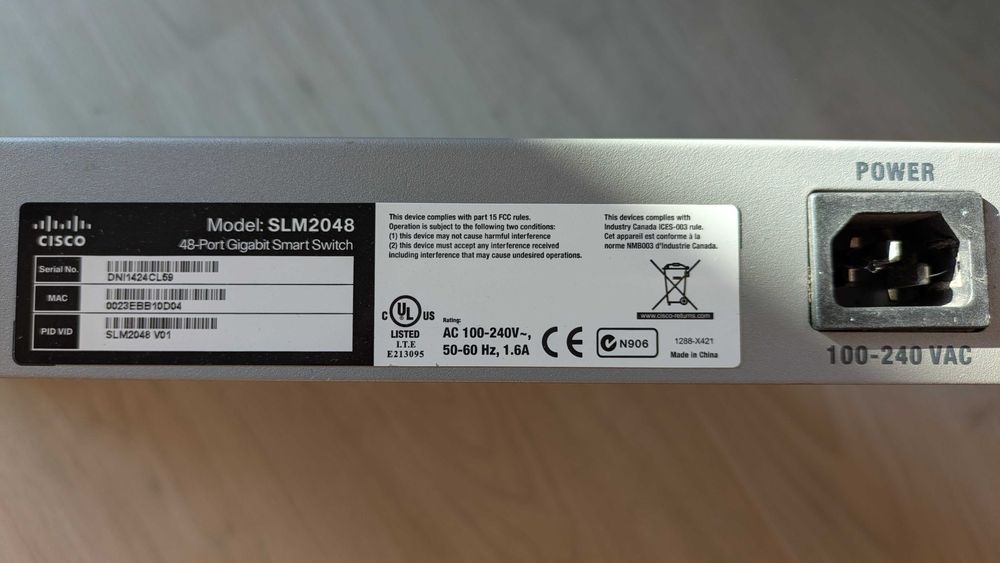 CISCO
Model: SLM2048
48-Port Gigabit Smart Switch
Serial No.
DNI1424CL59
MAC
0023EBB10D04
PID VID
SLM2048 V01
This device complies with part 15 FCC rules.
Operation is subject to the following two conditions:
(1) this device may not cause harmful interference
(2) this device must accept any interference received
including interference that may cause undesired operations.
This devices complies with
Industry Canada ICES-003 rule.
Cet appareil est conforme à la
norme NMB003 d'Industrie Canada.
www.cisco-returns.com
C UL US
LISTED
I.T.E
E213095
Rating:
AC 100-240V~,
50-60 Hz, 1.6A
CE
N906
1288-X421
Made in China
POWER
100-240 VAC